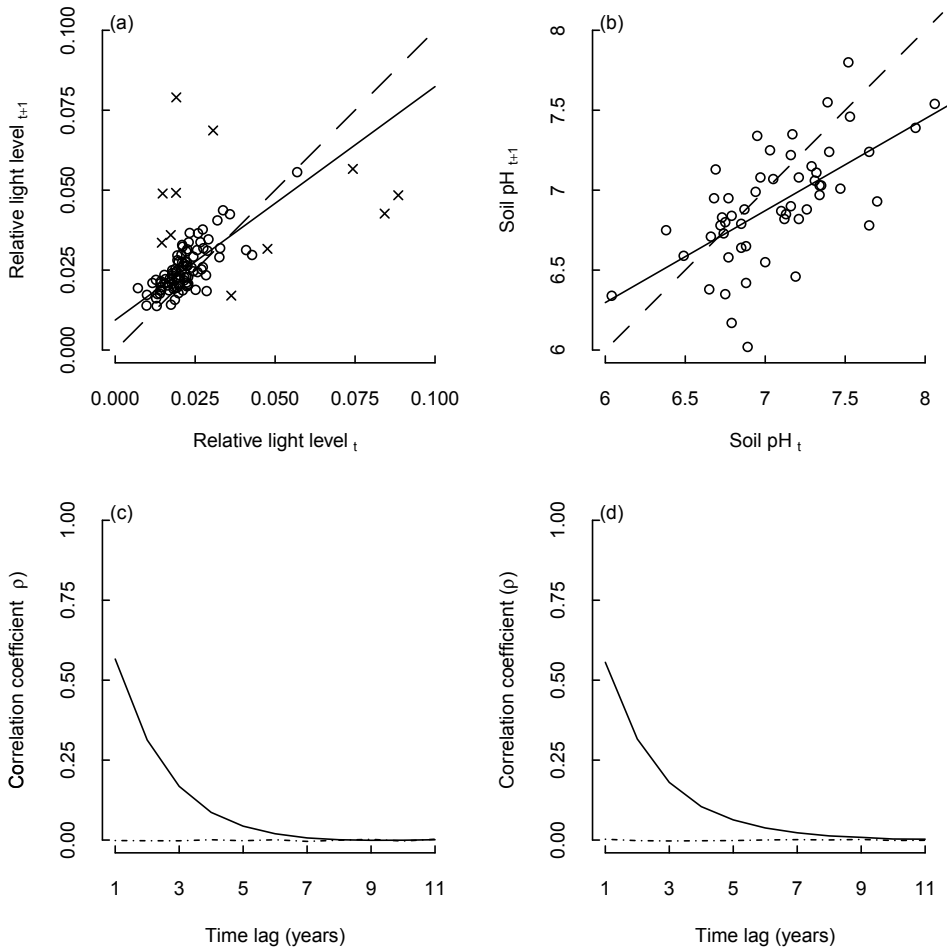 (a)
0.100
0.075
0.050
0.025
0.000
Relative light level t+1
0.000 0.025 0.050 0.075 0.100
Relative light level t
(b)
8
7.5
7
6.5
6
Soil pH t+1
6 6.5 7 7.5 8
Soil pH t
(c)
1.00
0.75
0.50
0.25
0.00
Correlation coefficient ρ)
1 3 5 7 9 11
Time lag (years)
(d)
1.00
0.75
0.50
0.25
0.00
Correlation coefficient (ρ)
1 3 5 7 9 11
Time lag (years)